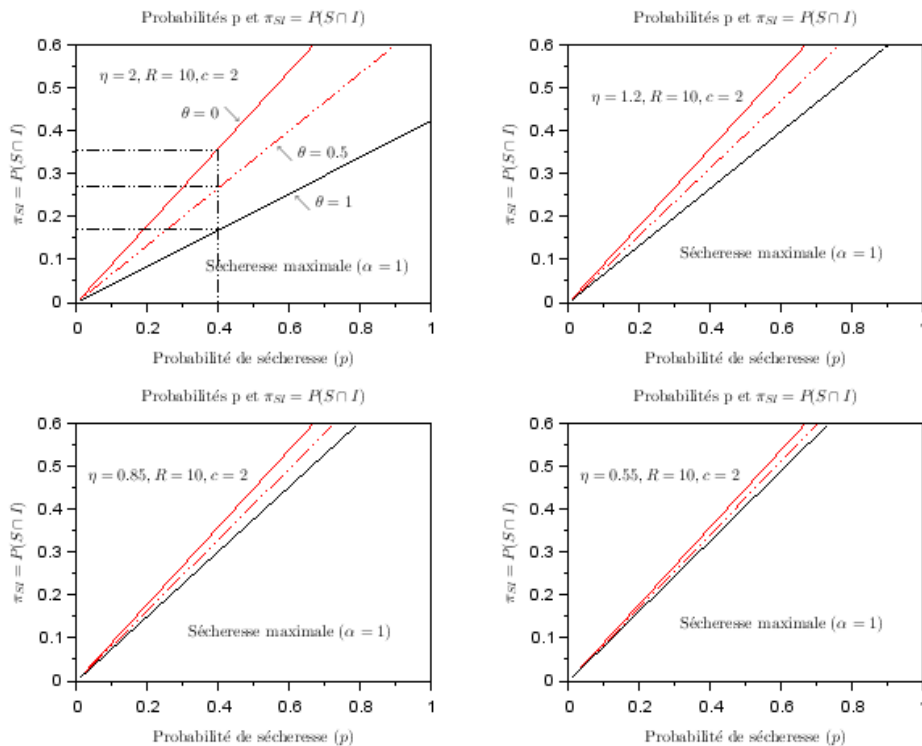 Probabilités p et π_SI = P(S∩I)
0.6
0.5
0.4
0.3
0.2
0.1
0
π_SI = P(S∩I)
η = 2, R = 10, c = 2
θ = 0
θ = 0.5
θ = 1
Sécheresse maximale (α = 1)
0 0.2 0.4 0.6 0.8 1
Probabilité de sécheresse (p)
Probabilités p et π_SI = P(S∩I)
0.6
0.5
0.4
0.3
0.2
0.1
0
π_SI = P(S∩I)
η = 1.2, R = 10, c = 2
Sécheresse maximale (α = 1)
0 0.2 0.4 0.6 0.8 1
Probabilité de sécheresse (p)
Probabilités p et π_SI = P(S∩I)
0.6
0.5
0.4
0.3
0.2
0.1
0
π_SI = P(S∩I)
η = 0.85, R = 10, c = 2
Sécheresse maximale (α = 1)
0 0.2 0.4 0.6 0.8 1
Probabilité de sécheresse (p)
Probabilités p et π_SI = P(S∩I)
0.6
0.5
0.4
0.3
0.2
0.1
0
π_SI = P(S∩I)
η = 0.55, R = 10, c = 2
Sécheresse maximale (α = 1)
0 0.2 0.4 0.6 0.8 1
Probabilité de sécheresse (p)